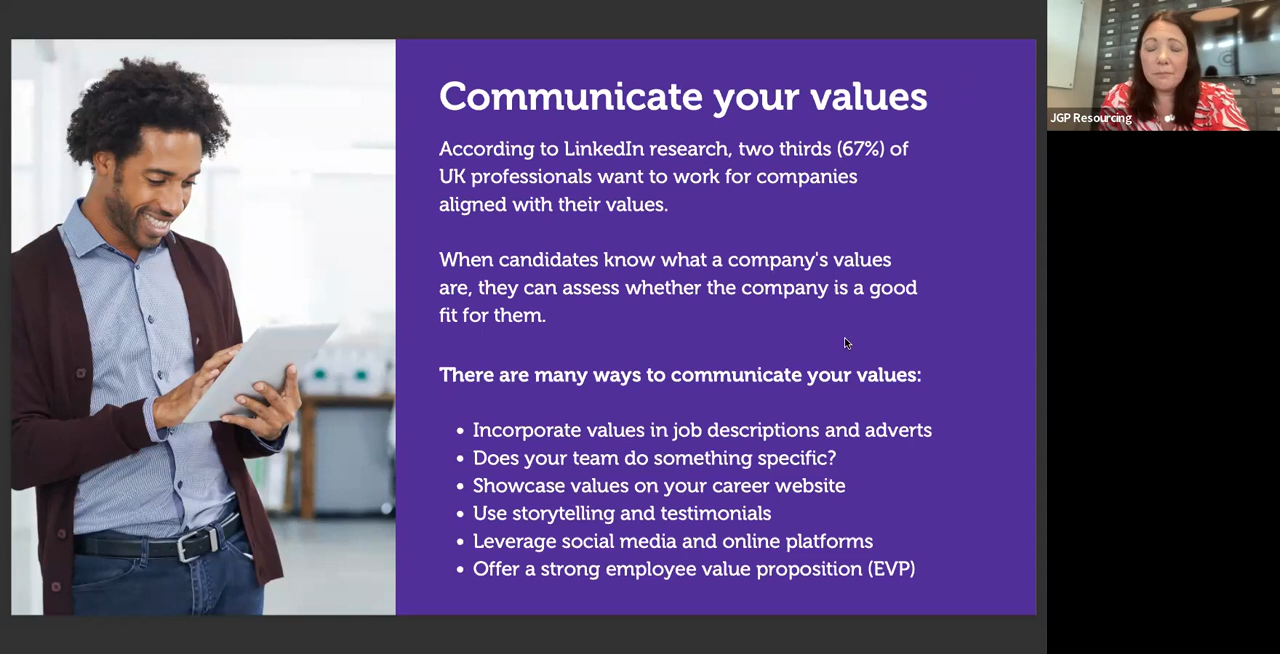 Communicate your values
According to LinkedIn research, two thirds (67%) of
UK professionals want to work for companies
aligned with their values.
When candidates know what a company's values
are, they can assess whether the company is a good
fit for them.
There are many ways to communicate your values:
• Incorporate values in job descriptions and adverts
• Does your team do something specific?
• Showcase values on your career website
• Use storytelling and testimonials
• Leverage social media and online platforms
• Offer a strong employee value proposition (EVP)
JGP Resourcing